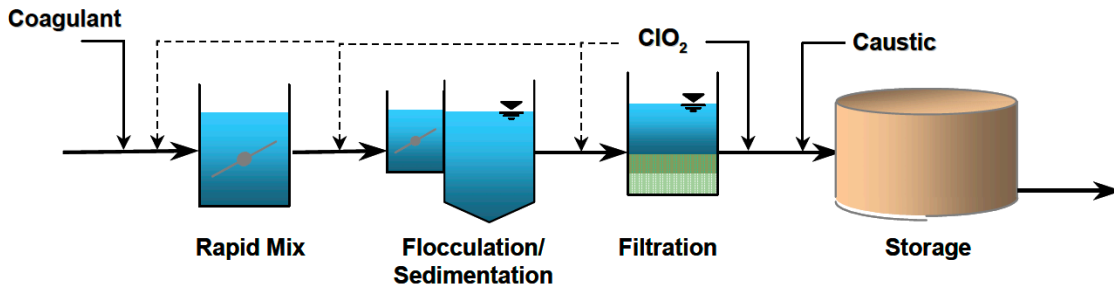 Coagulant
ClO₂
Caustic
Rapid Mix
Flocculation/
Sedimentation
Filtration
Storage